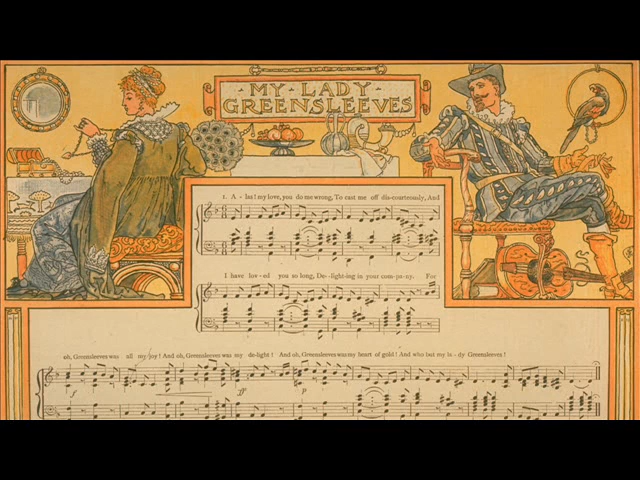 MY · LADY
GREENSLEEVES
1. A - las! my love, you do me wrong, To cast me off dis-courteously, And
I have lov-ed you so long, De-light-ing in your com-pa-ny. For
oh, Greensleeves was all my joy! And oh, Greensleeves was my de-light! And oh, Greensleeves was my heart of gold! And who but my la-dy Greensleeves!
f
p